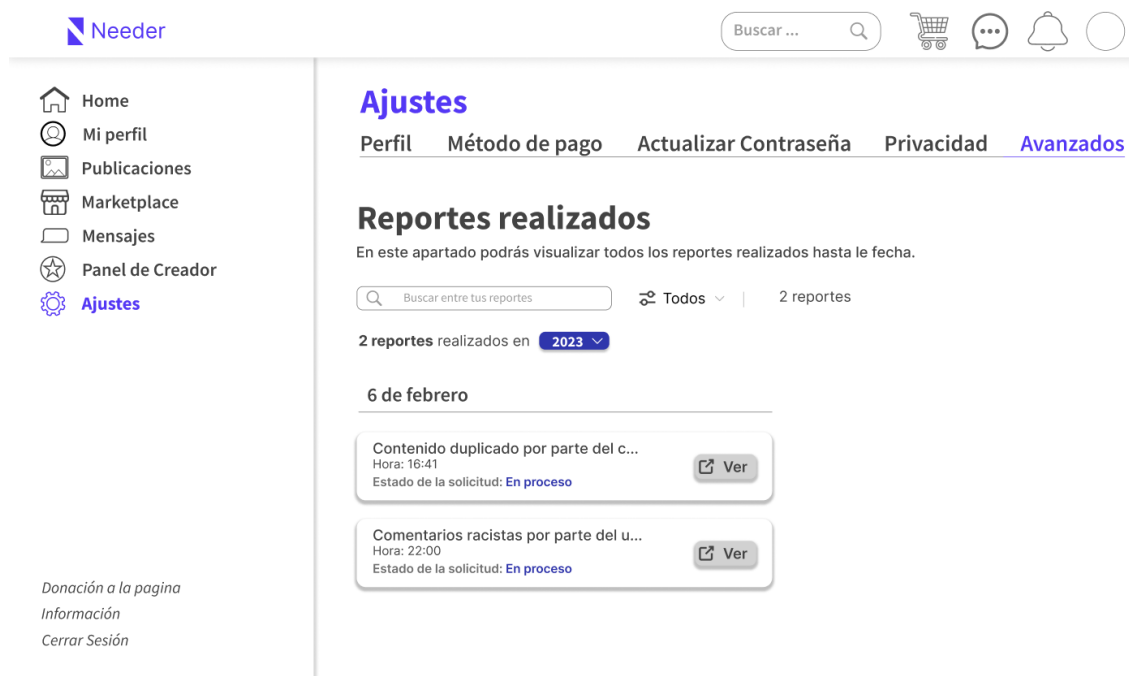 Needer
Buscar ...
Home
Mi perfil
Publicaciones
Marketplace
Mensajes
Panel de Creador
Ajustes
Donación a la pagina
Información
Cerrar Sesión
Ajustes
Perfil Método de pago Actualizar Contraseña Privacidad Avanzados
Reportes realizados
En este apartado podrás visualizar todos los reportes realizados hasta le fecha.
Buscar entre tus reportes Todos | 2 reportes
2 reportes realizados en 2023
6 de febrero
Contenido duplicado por parte del c...
Hora: 16:41
Estado de la solicitud: En proceso
Ver
Comentarios racistas por parte del u...
Hora: 22:00
Estado de la solicitud: En proceso
Ver